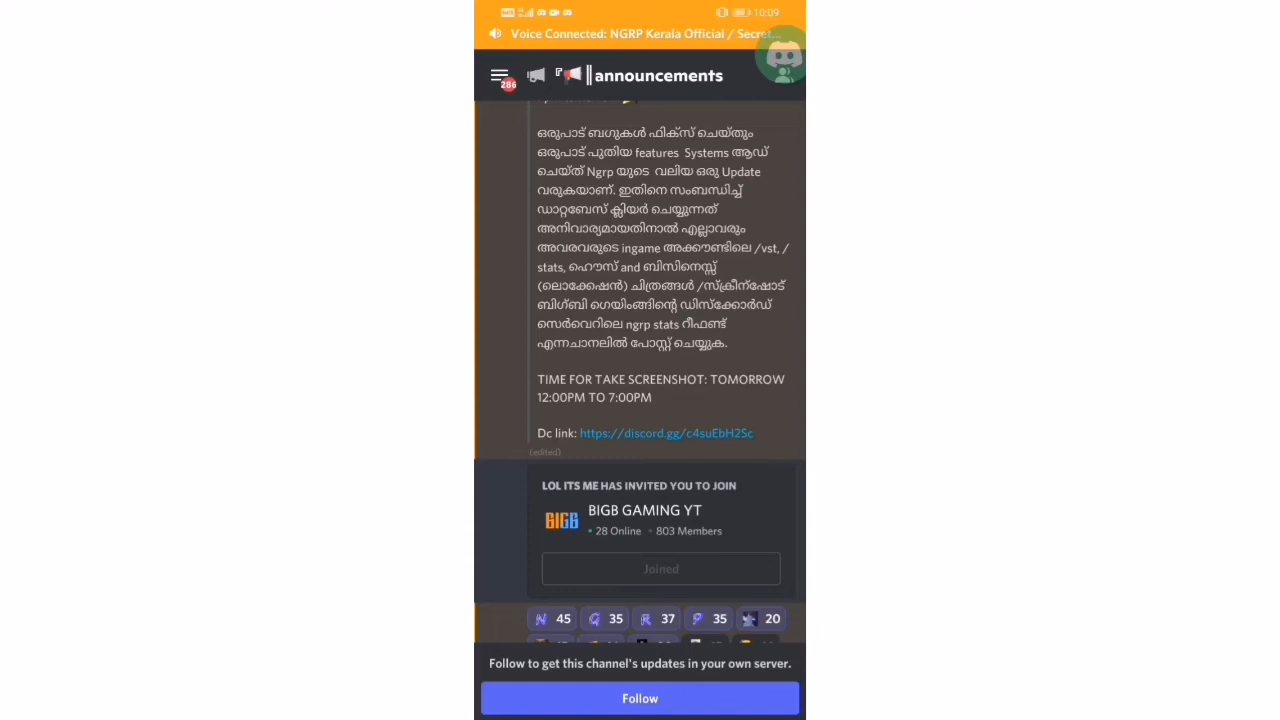 10:09
Voice Connected: NGRP Kerala Official / Secret...
286
『 ║announcements
ഒരുപാട് ബഗുകൾ ഫിക്സ് ചെയ്തും
ഒരുപാട് പുതിയ features Systems ആഡ്
ചെയ്ത് Ngrp യുടെ വലിയ ഒരു Update
വരുകയാണ്. ഇതിനെ സംബന്ധിച്ച്
ഡാറ്റബേസ് ക്ലിയർ ചെയ്യുന്നത്
അനിവാര്യമായതിനാൽ എല്ലാവരും
അവരവരുടെ ingame അക്കൗണ്ടിലെ /vst, /
stats, ഹൌസ് and ബിസിനെസ്സ്
(ലൊക്കേഷൻ) ചിത്രങ്ങൾ /സ്ക്രീന്ഷോട്
ബിഗ്ബി ഗെയിംങ്ങിന്റെ ഡിസ്ക്കോർഡ്
സെർവെറിലെ ngrp stats റീഫണ്ട്
എന്നചാനലിൽ പോസ്റ്റ് ചെയ്യുക.
TIME FOR TAKE SCREENSHOT: TOMORROW
12:00PM TO 7:00PM
Dc link: https://discord.gg/c4suEbH2Sc
(edited)
LOL ITS ME HAS INVITED YOU TO JOIN
BIGB BIGB GAMING YT
28 Online 803 Members
Joined
N 45 G 35 R 37 P 35 20
Follow to get this channel's updates in your own server.
Follow